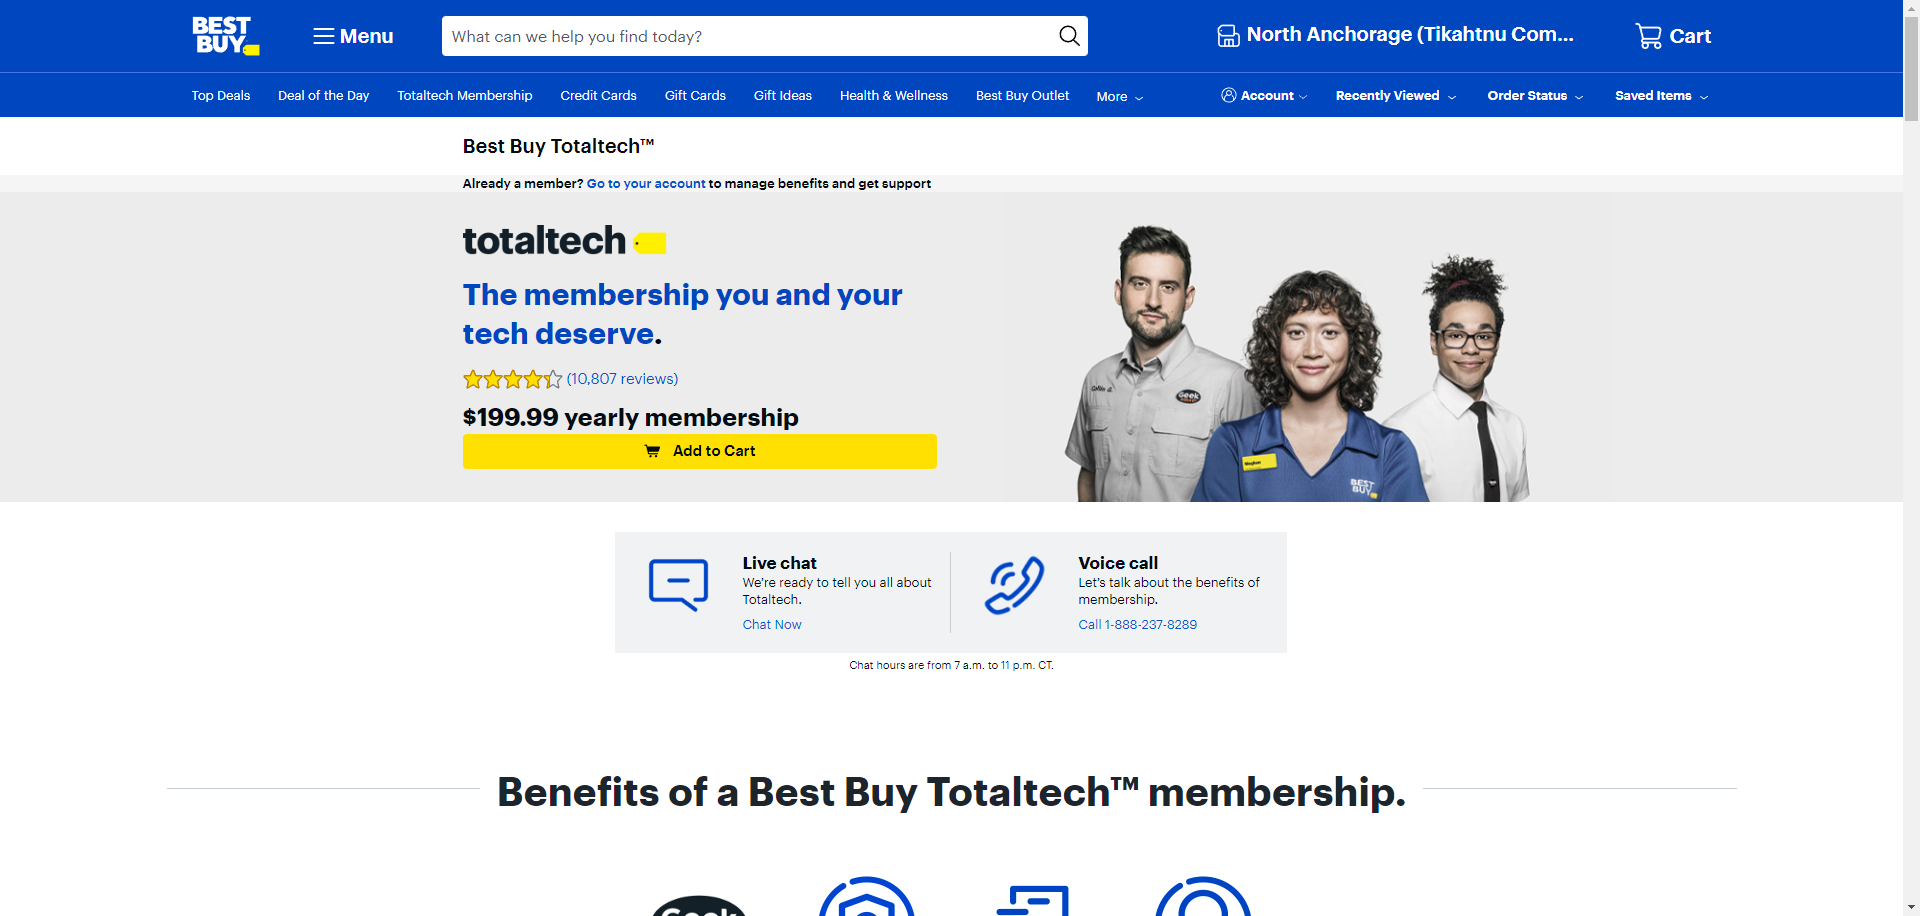 BEST BUY
Menu
What can we help you find today?
North Anchorage (Tikahtnu Com...
Cart
Top Deals
Deal of the Day
Totaltech Membership
Credit Cards
Gift Cards
Gift Ideas
Health & Wellness
Best Buy Outlet
More
Account
Recently Viewed
Order Status
Saved Items
Best Buy Totaltech™
Already a member? Go to your account to manage benefits and get support
totaltech
The membership you and your
tech deserve.
(10,807 reviews)
$199.99 yearly membership
Add to Cart
Geek
BEST
BUY
Live chat
We're ready to tell you all about
Totaltech.
Chat Now
Voice call
Let's talk about the benefits of
membership.
Call 1-888-237-8289
Chat hours are from 7 a.m. to 11 p.m. CT.
Benefits of a Best Buy Totaltech™ membership.
Geek